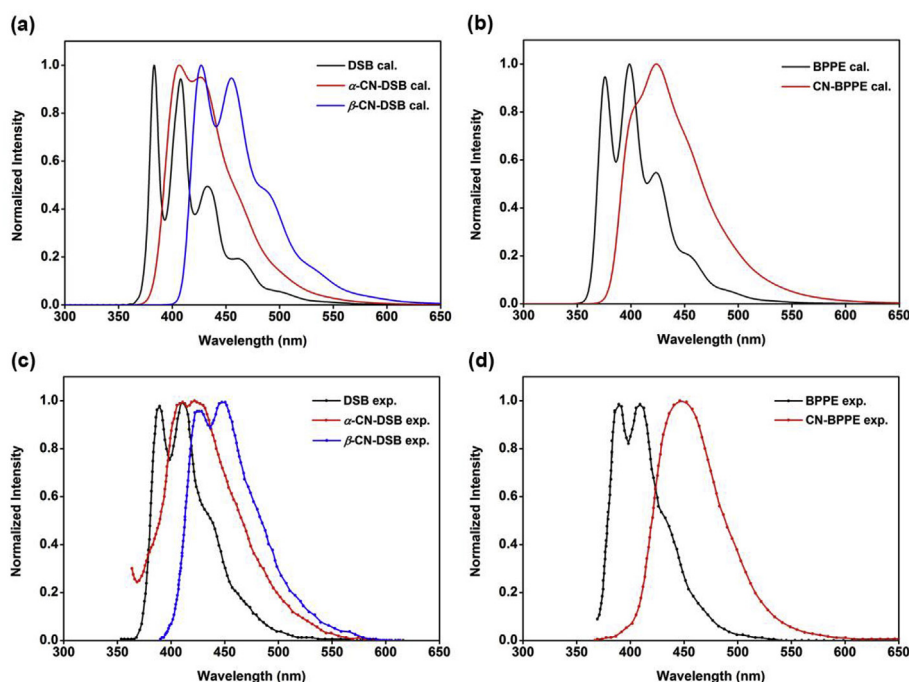 (a)
DSB cal.
α-CN-DSB cal.
β-CN-DSB cal.
Normalized Intensity
1.0
0.8
0.6
0.4
0.2
0.0
300 350 400 450 500 550 600 650
Wavelength (nm)
(b)
BPPE cal.
CN-BPPE cal.
Normalized Intensity
1.0
0.8
0.6
0.4
0.2
0.0
300 350 400 450 500 550 600 650
Wavelength (nm)
(c)
DSB exp.
α-CN-DSB exp.
β-CN-DSB exp.
Normalized Intensity
1.0
0.8
0.6
0.4
0.2
0.0
300 350 400 450 500 550 600 650
Wavelength (nm)
(d)
BPPE exp.
CN-BPPE exp.
Normalized Intensity
1.0
0.8
0.6
0.4
0.2
0.0
300 350 400 450 500 550 600 650
Wavelength (nm)